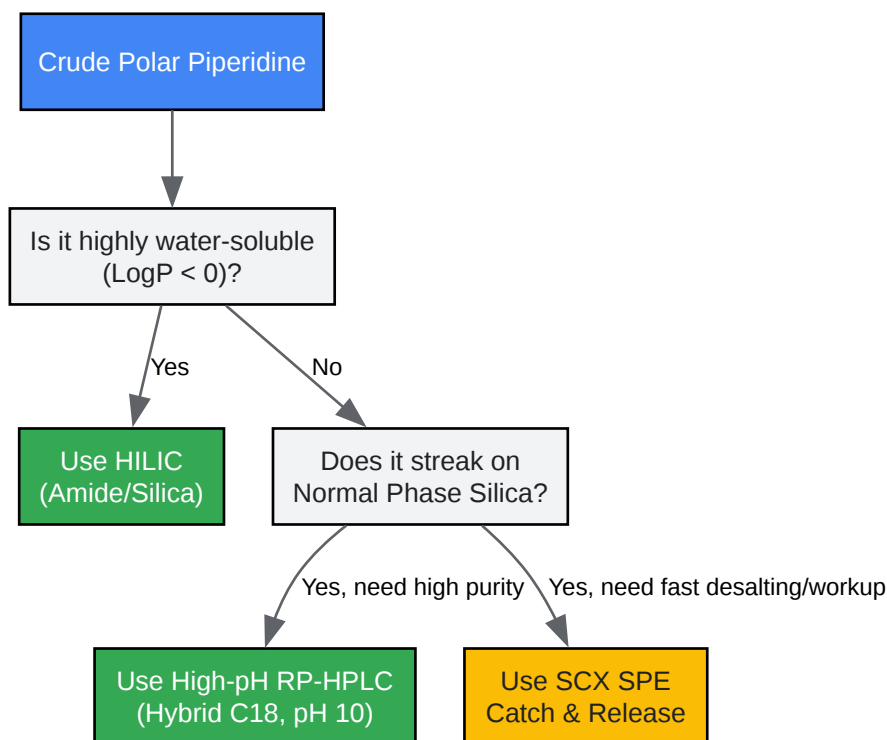 Crude Polar Piperidine
Is it highly water-soluble
(LogP < 0)?
Yes
No
Use HILIC
(Amide/Silica)
Does it streak on
Normal Phase Silica?
Yes, need high purity
Yes, need fast desalting/workup
Use High-pH RP-HPLC
(Hybrid C18, pH 10)
Use SCX SPE
Catch & Release